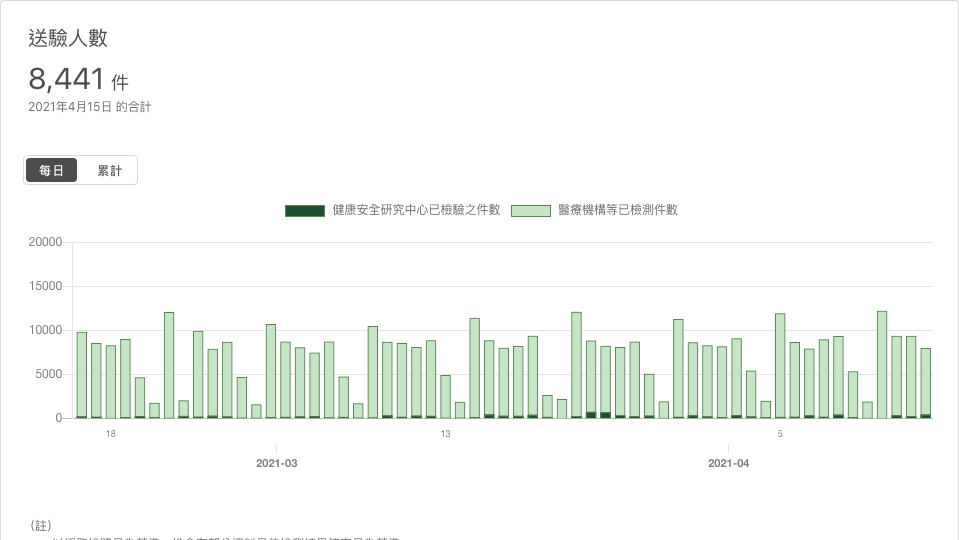 送驗人數
8,441 件
2021年4月15日 的合計
每日 累計
健康安全研究中心已檢驗之件數 醫療機構等已檢測件數
20000
15000
10000
5000
0
18 13 5
2021-03 2021-04
(註)